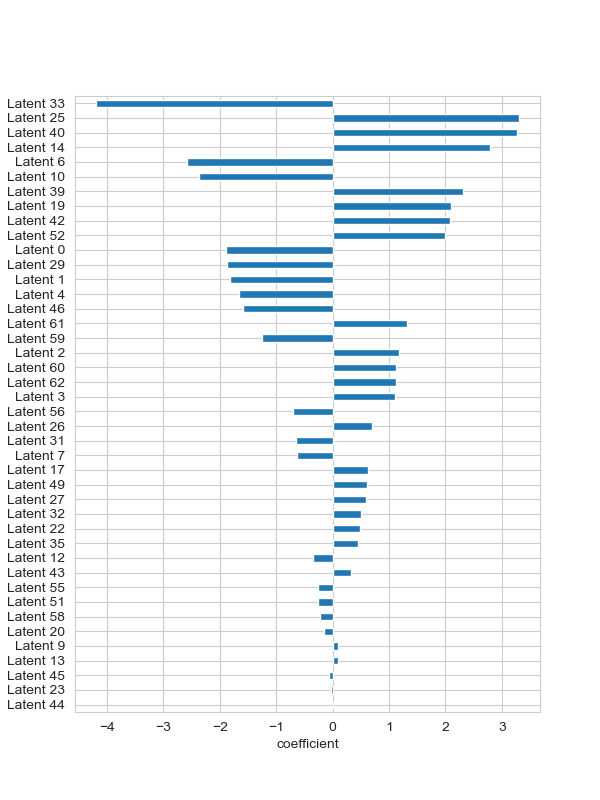 Latent 33
Latent 25
Latent 40
Latent 14
Latent 6
Latent 10
Latent 39
Latent 19
Latent 42
Latent 52
Latent 0
Latent 29
Latent 1
Latent 4
Latent 46
Latent 61
Latent 59
Latent 2
Latent 60
Latent 62
Latent 3
Latent 56
Latent 26
Latent 31
Latent 7
Latent 17
Latent 49
Latent 27
Latent 32
Latent 22
Latent 35
Latent 12
Latent 43
Latent 55
Latent 51
Latent 58
Latent 20
Latent 9
Latent 13
Latent 45
Latent 23
Latent 44
−4 −3 −2 −1 0 1 2 3
coefficient